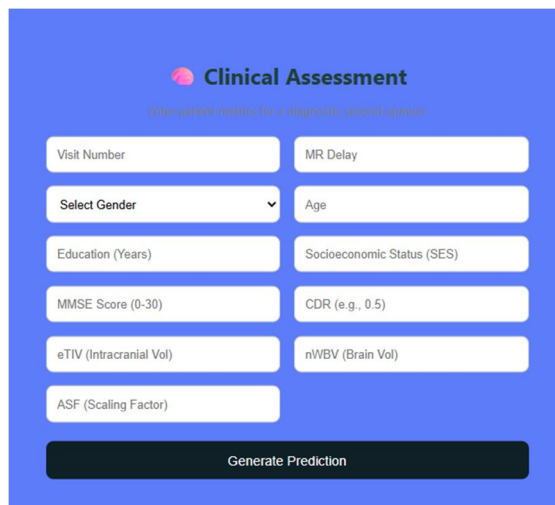 Clinical Assessment
Enter patient metrics for a diagnostic second opinion
Visit Number
MR Delay
Select Gender
Age
Education (Years)
Socioeconomic Status (SES)
MMSE Score (0-30)
CDR (e.g., 0.5)
eTIV (Intracranial Vol)
nWBV (Brain Vol)
ASF (Scaling Factor)
Generate Prediction